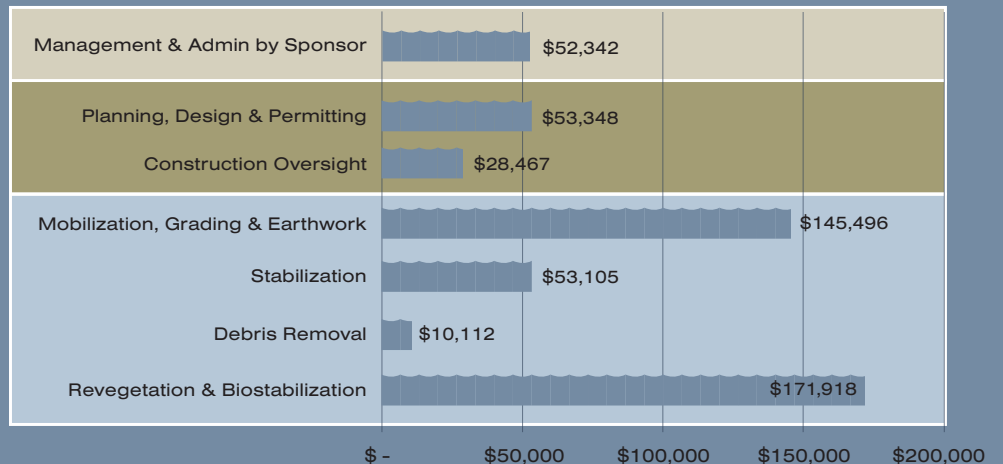 Management & Admin by Sponsor $52,342
Planning, Design & Permitting $53,348
Construction Oversight $28,467
Mobilization, Grading & Earthwork $145,496
Stabilization $53,105
Debris Removal $10,112
Revegetation & Biostabilization $171,918
$ - $50,000 $100,000 $150,000 $200,000